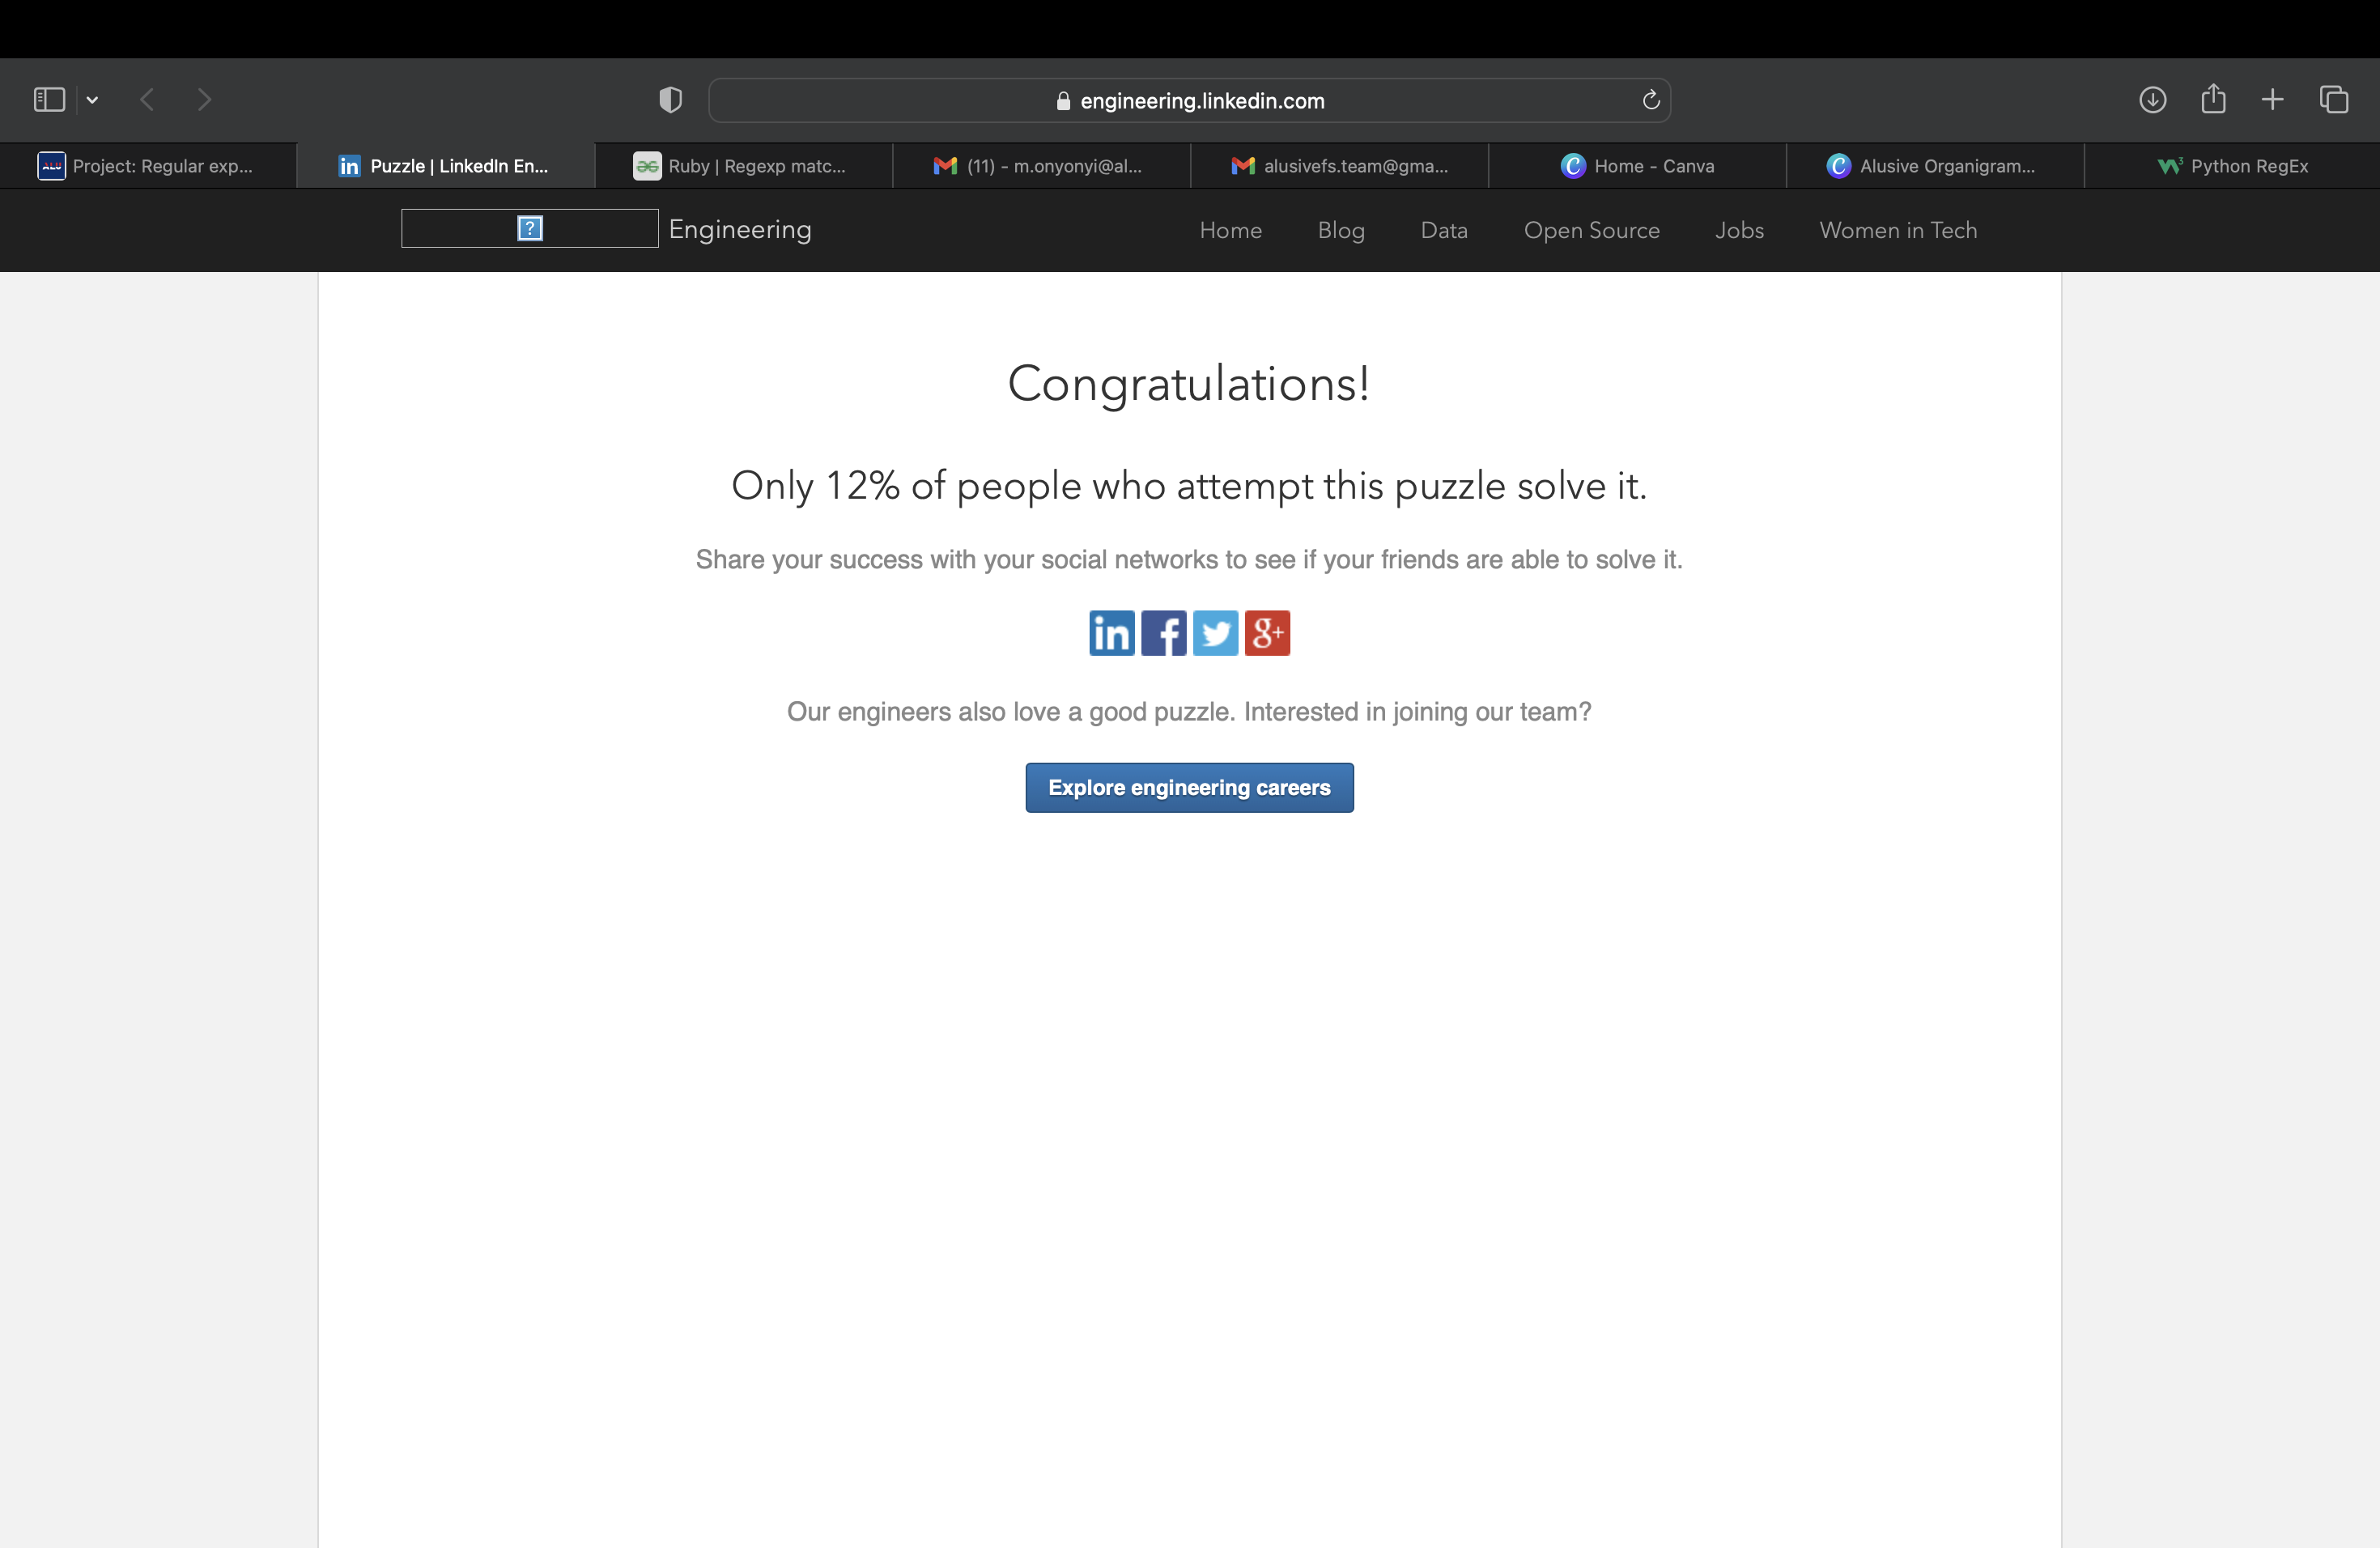 engineering.linkedin.com
Project: Regular exp...
Puzzle | LinkedIn En...
Ruby | Regexp matc...
(11) - m.onyonyi@al...
alusivefs.team@gma...
Home - Canva
Alusive Organigram...
Python RegEx
Engineering
Home
Blog
Data
Open Source
Jobs
Women in Tech
Congratulations!
Only 12% of people who attempt this puzzle solve it.
Share your success with your social networks to see if your friends are able to solve it.
in f g+
Our engineers also love a good puzzle. Interested in joining our team?
Explore engineering careers